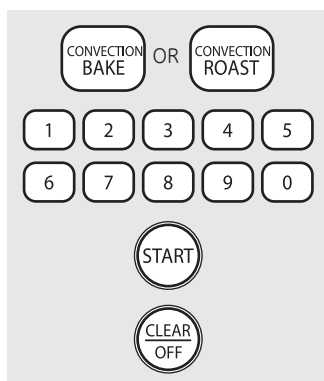 CONVECTION BAKE OR CONVECTION ROAST
1 2 3 4 5
6 7 8 9 0
START
CLEAR
OFF